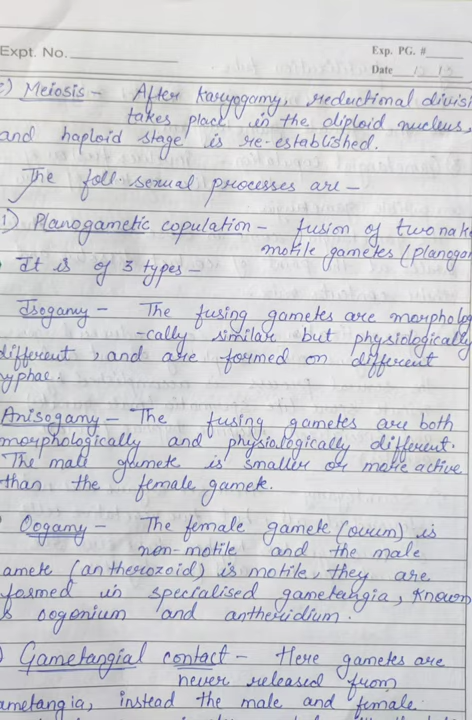 Expt. No.
Exp. PG. #
Date
c) Meiosis - After karyogamy, reductional divisi
takes place in the diploid nucleus,
and haploid stage is re-established.
The foll. sexual processes are -
i) Planogametic copulation - fusion of two nak
motile gametes (planogam
It is of 3 types -
Isogamy - The fusing gametes are morpholog
-cally similar but physiologically
different, and are formed on different
hyphae.
Anisogamy - The fusing gametes are both
morphologically and physiologically different.
The male gamete is smaller or more active
than the female gamete.
Oogamy - The female gamete (ovum) is
non-motile and the male
amete (antherozoid) is motile, they are
formed in specialised gametangia, known
s oogonium and antheridium.
) Gametangial contact - Here gametes are
never released from
ametangia, instead the male and female